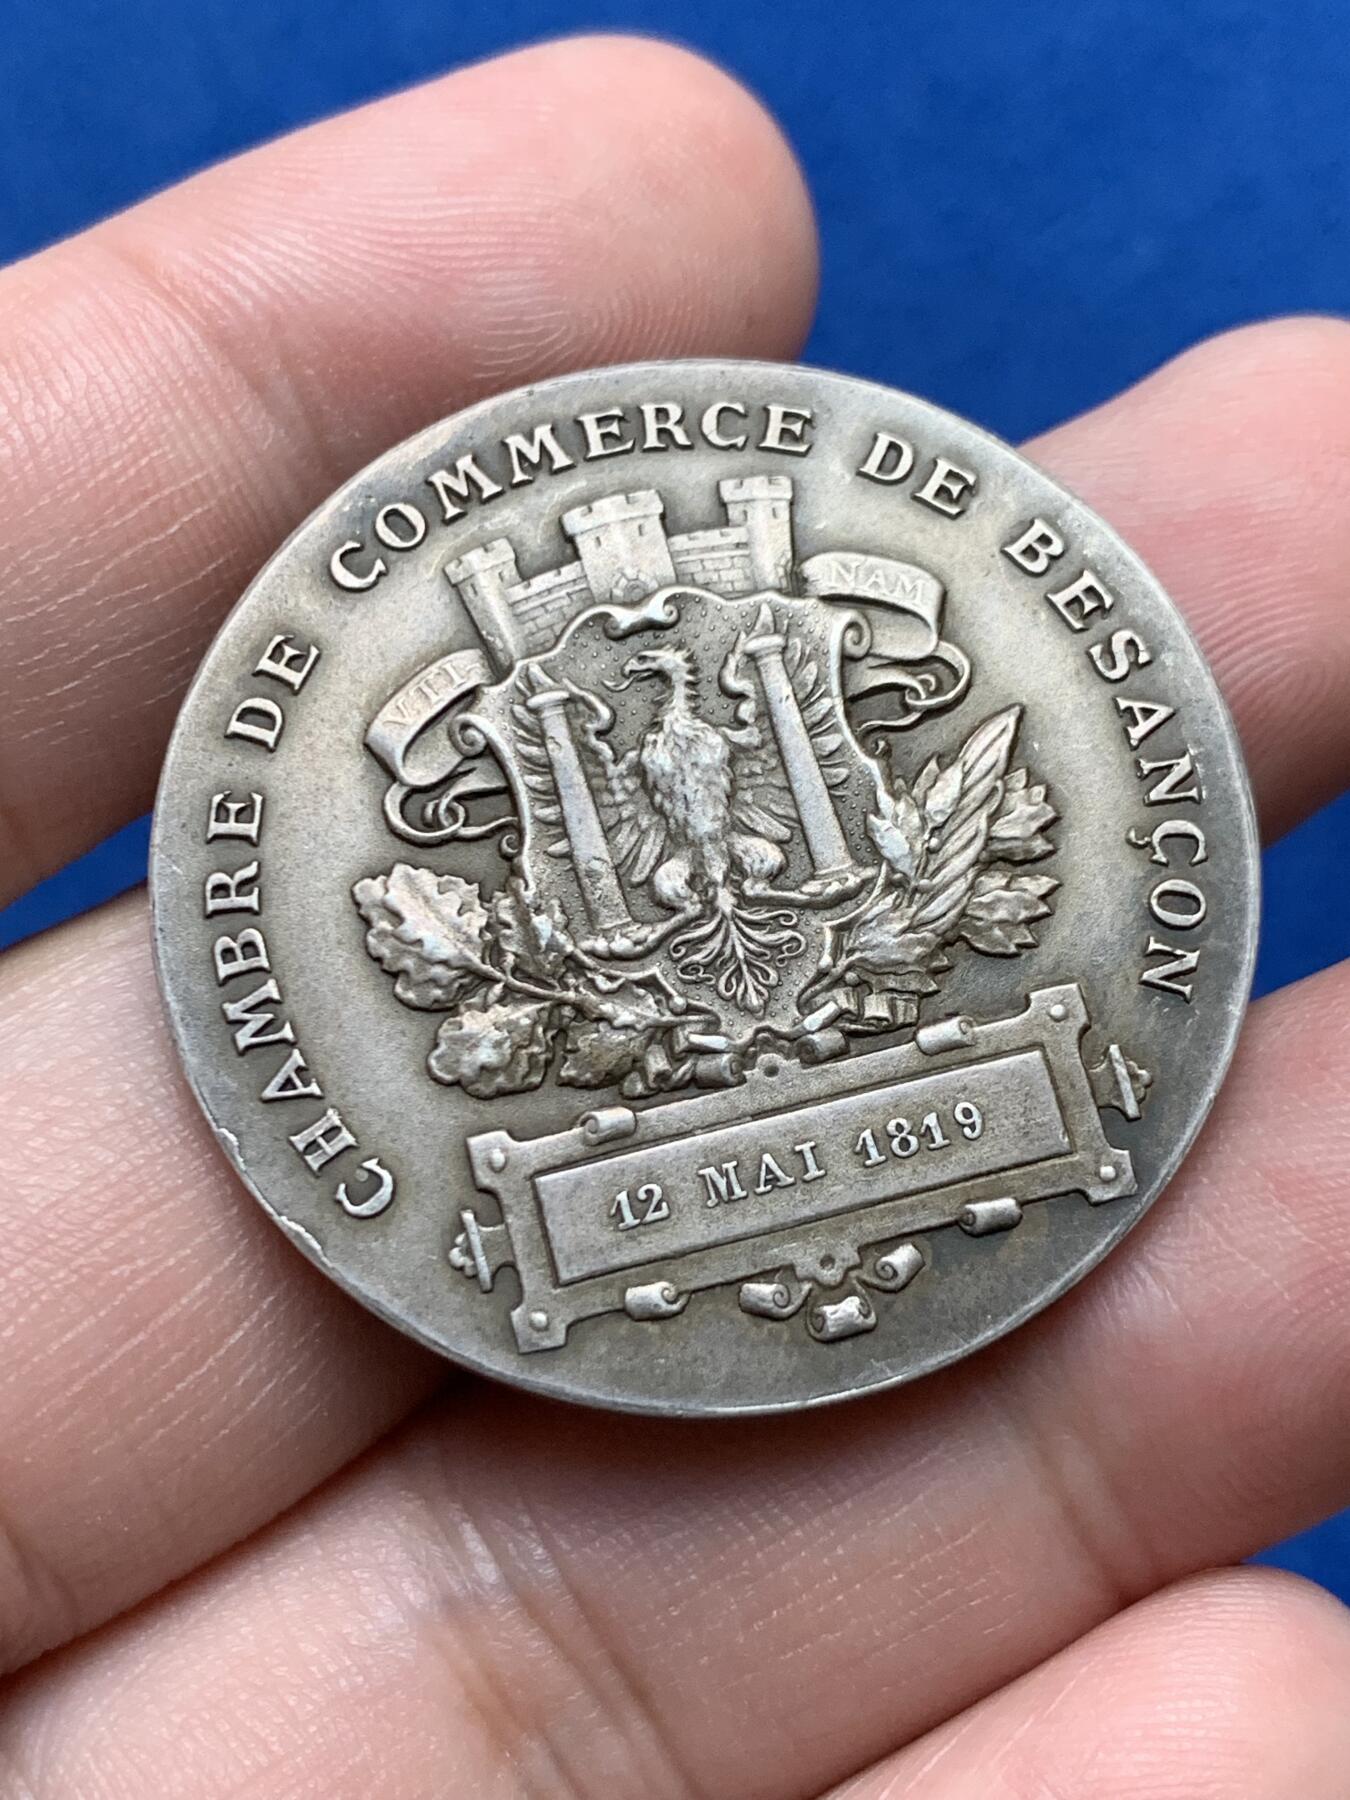 CHAMBRE DE COMMERCE DE BESANÇON
VTI-
NAM
12 MAI 1819